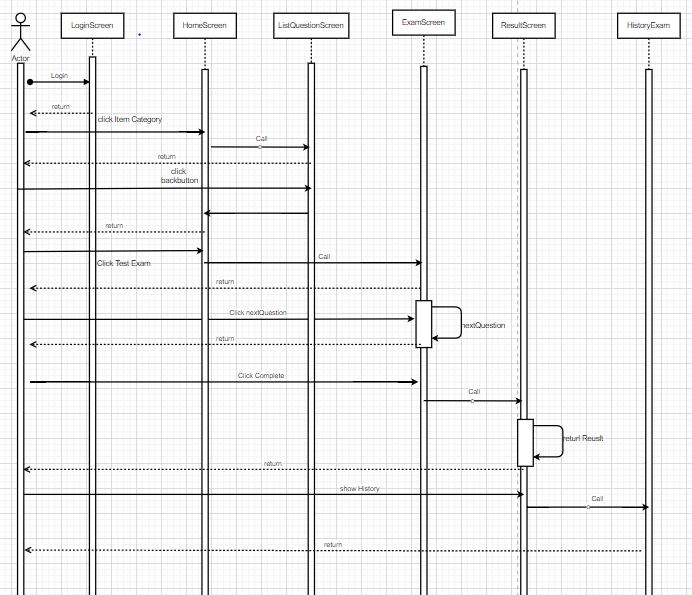 LoginScreen
HomeScreen
ListQuestionScreen
ExamScreen
ResultScreen
HistoryExam
Actor
Login
return
click Item Category
Call
return
click
backbutton
return
Click Test Exam
Call
return
Click nextQuestion
nextQuestion
return
Click Complete
Call
returl Reuslt
return
show History
Call
return